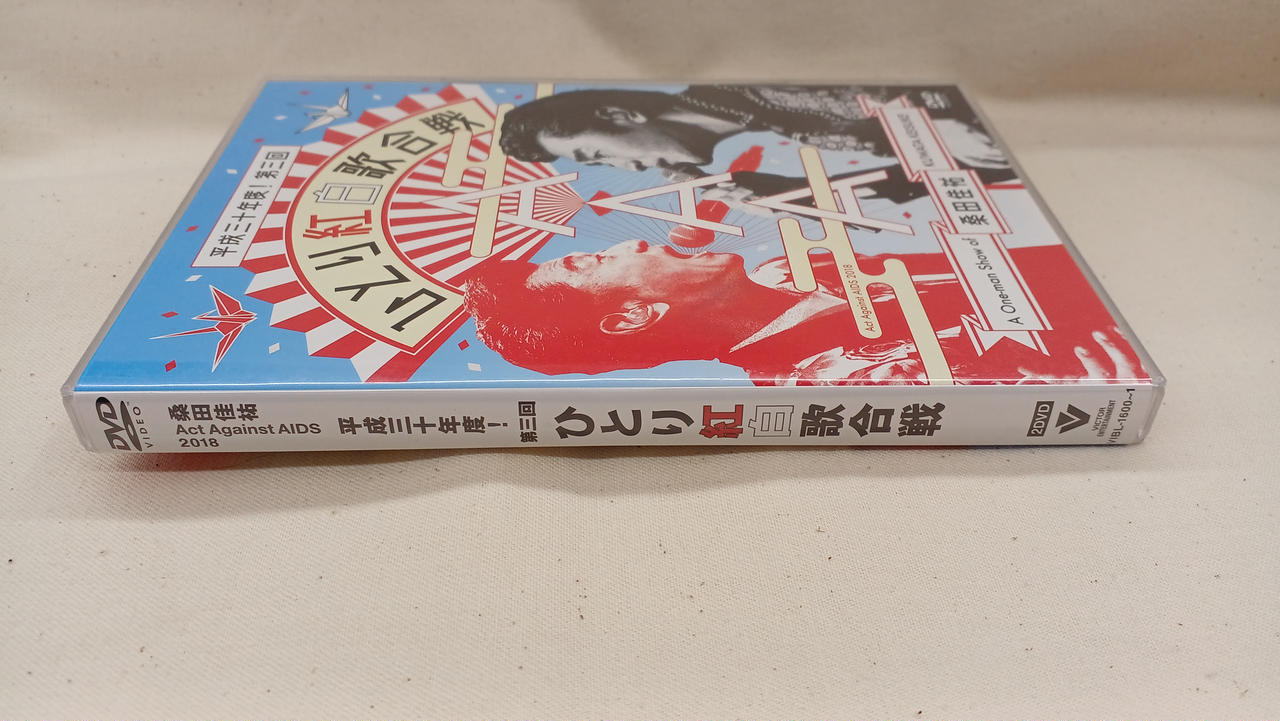 平成三十年度!第三回
ひとり紅白歌合戦
AAA
Act Against AIDS 2018
DVD
KUWATA KEISUKE
桑田佳祐
A One-man Show of
DVD
VIDEO
桑田佳祐
Act Against AIDS
2018
平成三十年度!
第三回
ひとり紅白歌合戦
2DVD
VICTOR
ENTERTAINMENT
VIBL-1500~1